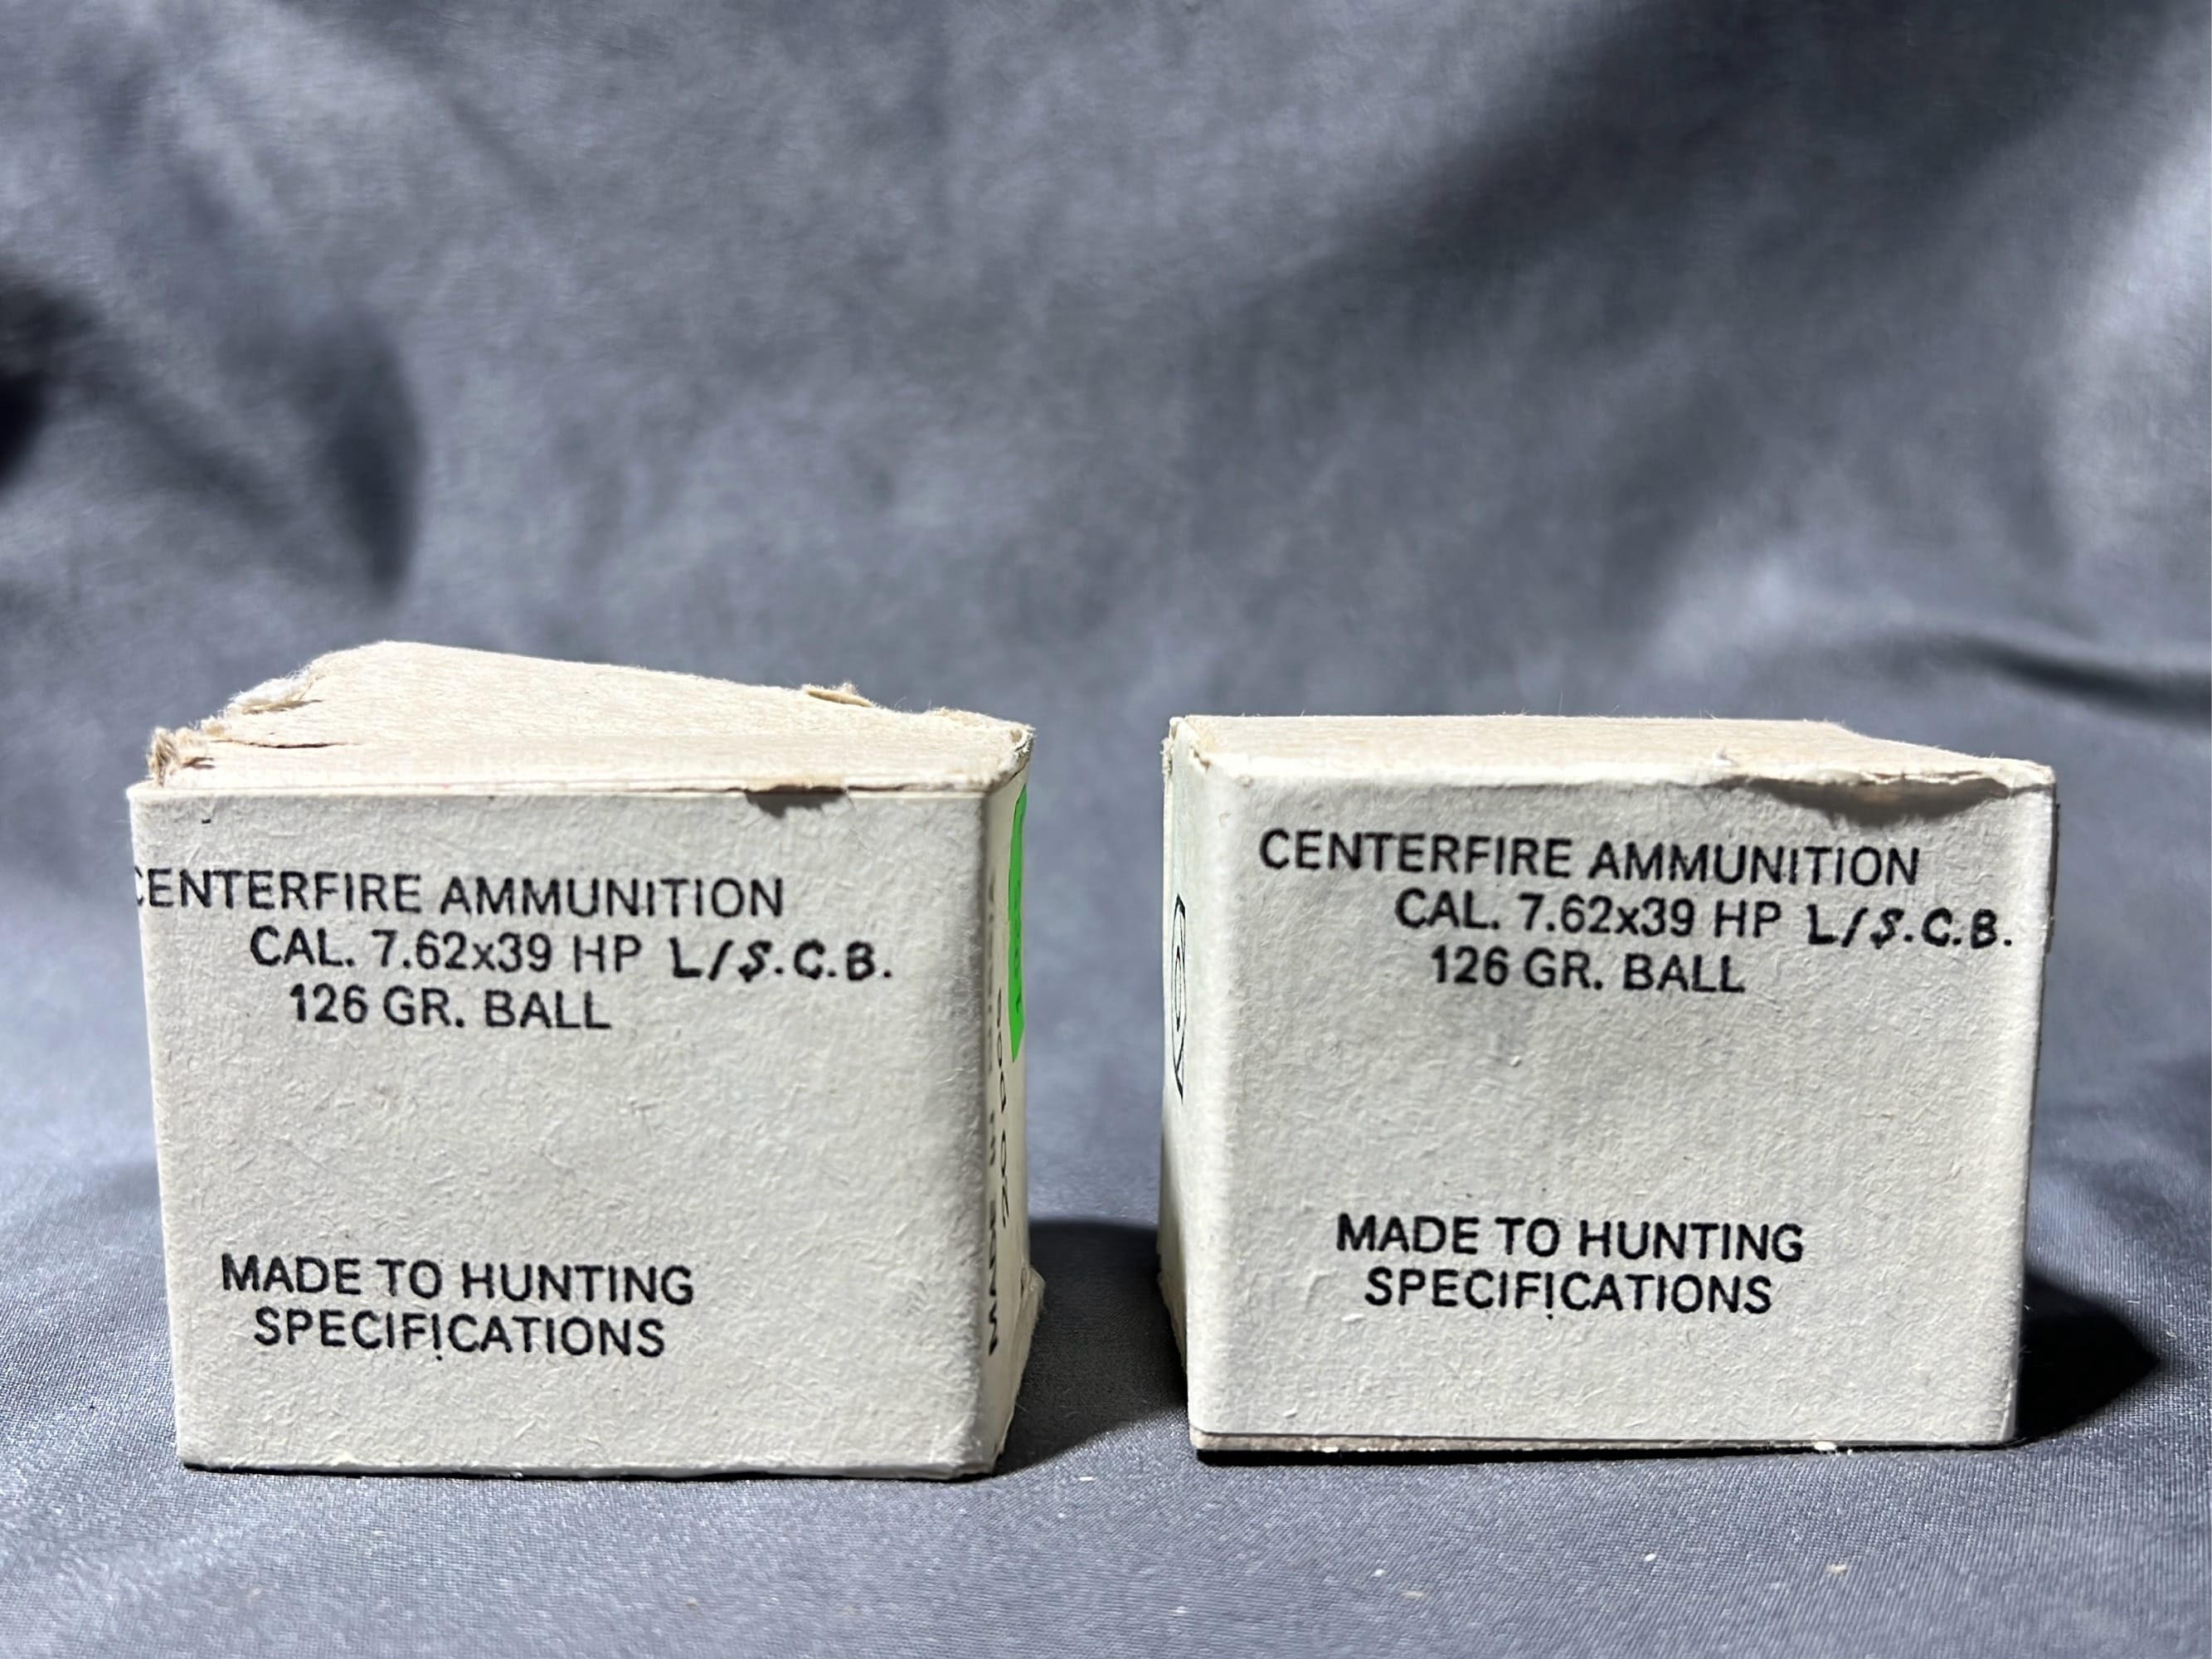 CENTERFIRE AMMUNITION
CAL. 7.62x39 HP L/S.C.B.
126 GR. BALL
MADE TO HUNTING
SPECIFICATIONS
MADE
CENTERFIRE AMMUNITION
CAL. 7.62x39 HP L/S.C.B.
126 GR. BALL
MADE TO HUNTING
SPECIFICATIONS